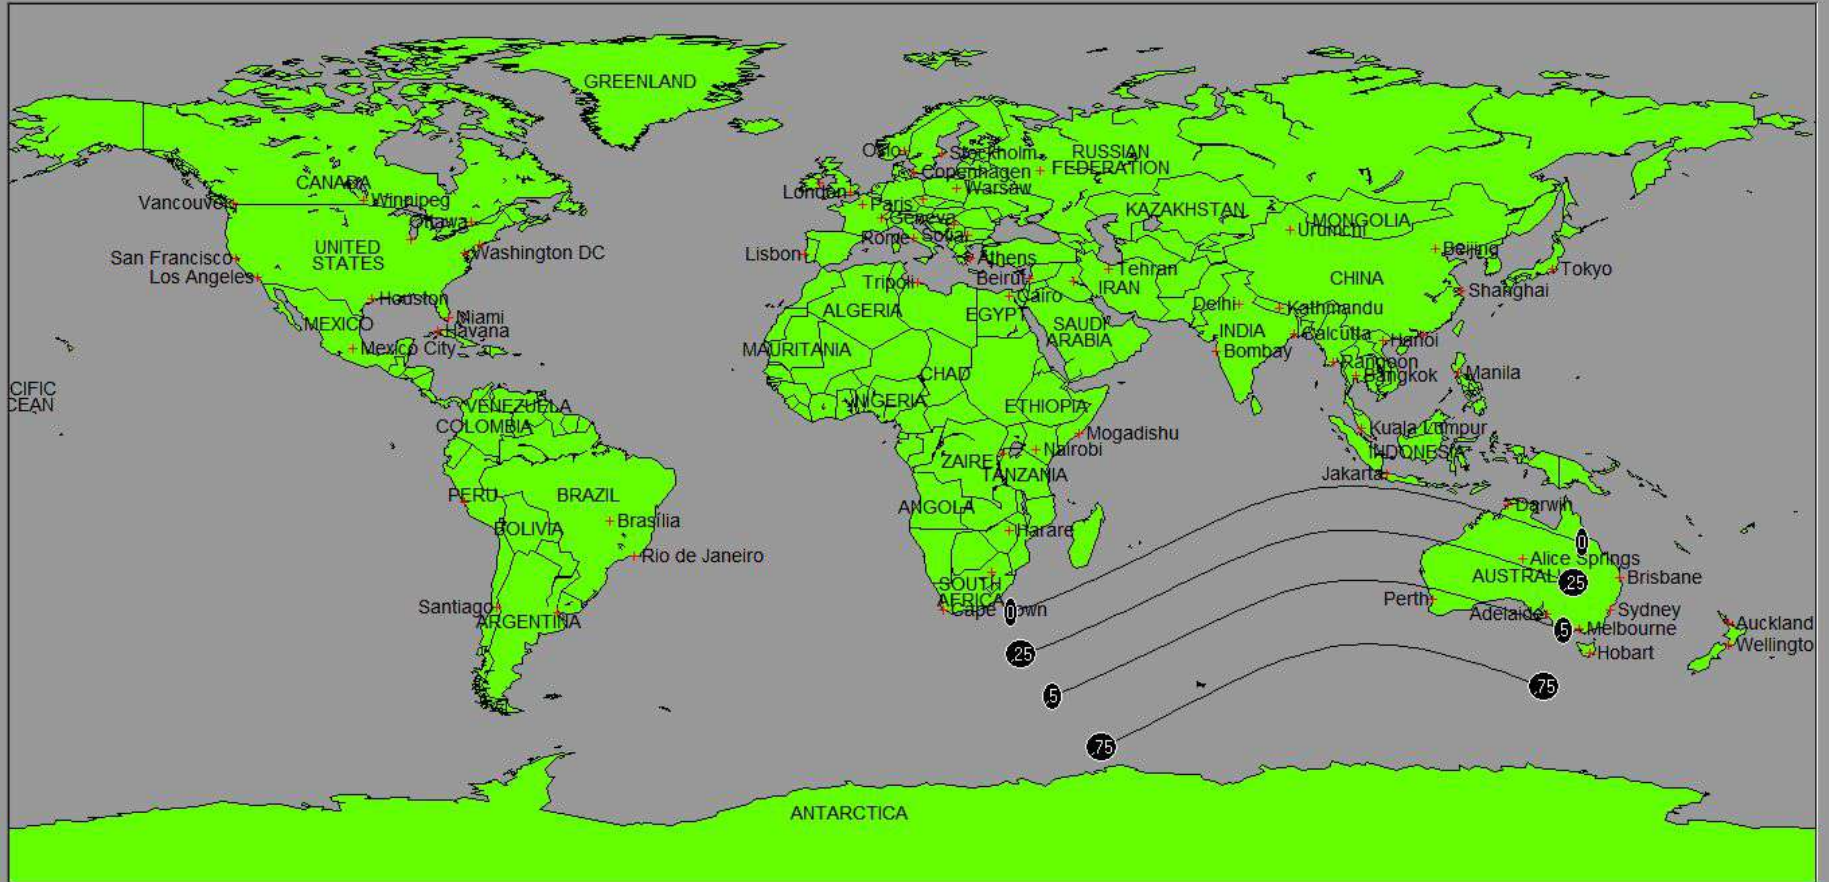 GREENLAND
Oslo
Stockholm
RUSSIAN
FEDERATION
Copenhagen
CANADA
Winnipeg
London
Warsaw
Vancouver
Paris
KAZAKHSTAN
Ottawa
Geneva
MONGOLIA
Urumchi
UNITED
STATES
Washington DC
Rome
Sofia
Beijing
San Francisco
Lisbon
Athens
Los Angeles
Tehran
CHINA
Tokyo
Tripoli
Beirut
IRAN
Shanghai
Houston
Cairo
Delhi
Kathmandu
ALGERIA
EGYPT
Miami
MEXICO
SAUDI
ARABIA
INDIA
Calcutta
Havana
Mexico City
MAURITANIA
Bombay
Hanoi
Rangoon
CHAD
Bangkok
Manila
CIFIC
CEAN
VENEZUELA
NIGERIA
ETHIOPIA
COLOMBIA
Mogadishu
Kuala Lumpur
Nairobi
INDONESIA
ZAIRE
TANZANIA
Jakarta
PERU
BRAZIL
ANGOLA
Darwin
Brasília
BOLIVIA
Harare
0
Rio de Janeiro
Alice Springs
AUSTRALI
.25
Brisbane
SOUTH
AFRICA
Perth
Santiago
Cape
0
wn
Adelaide
Sydney
ARGENTINA
.5
Melbourne
Auckland
Wellingto
.25
Hobart
.5
.75
.75
ANTARCTICA